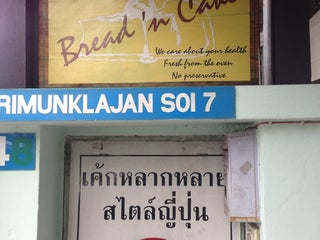 Bread 'n Cake
We care about your health
Fresh from the oven
No preservative
RIMUNKLAJAN SOI 7
48
เค้กหลากหลาย
สไตล์ญี่ปุ่น